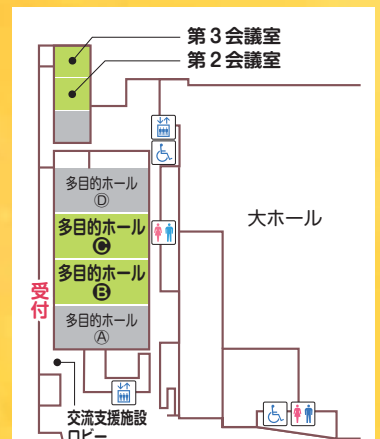 第3会議室
第2会議室
多目的ホール
Ⓓ
多目的ホール
🅒
大ホール
多目的ホール
🅑
受付
多目的ホール
Ⓐ
交流支援施設
ロビー